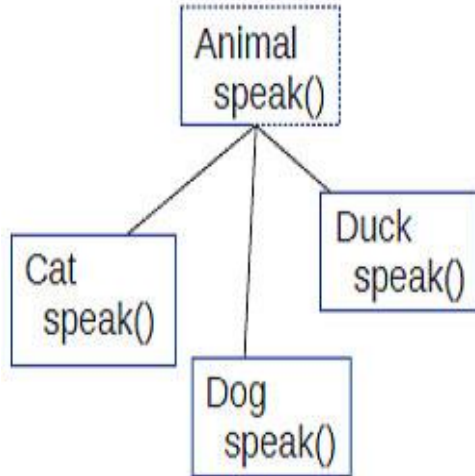 Animal
speak()
Cat
speak()
Duck
speak()
Dog
speak()